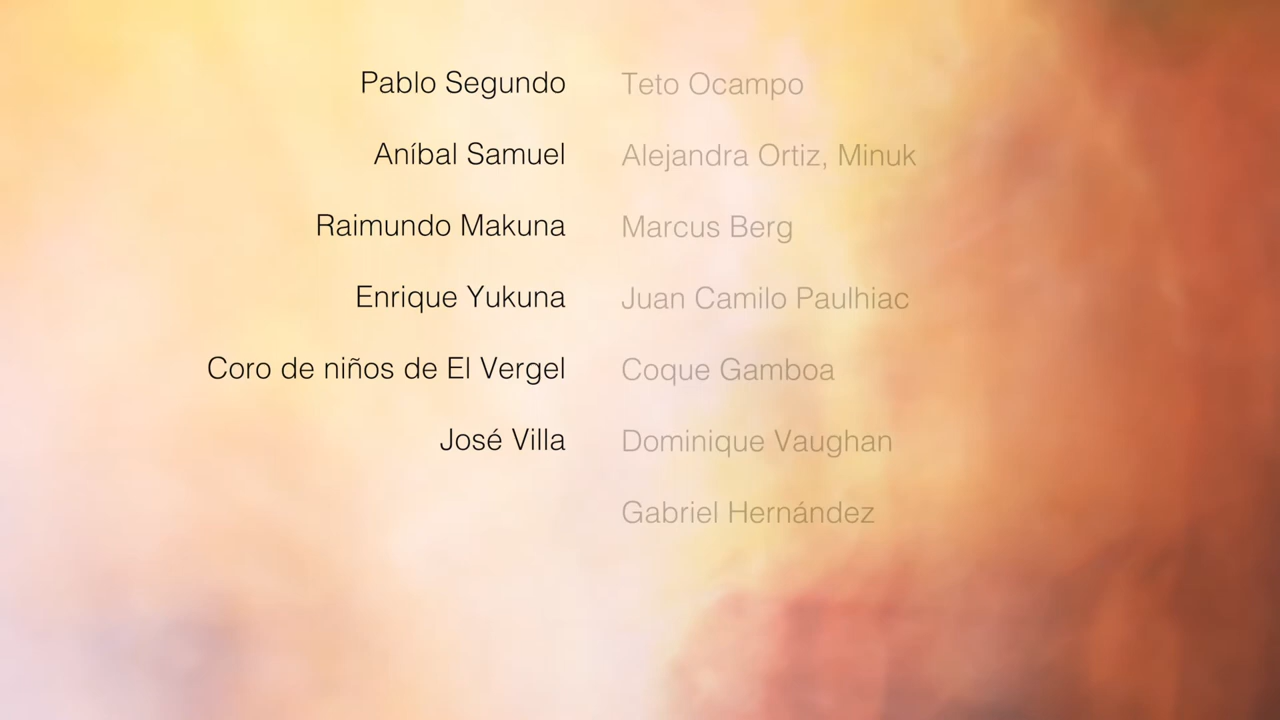 Pablo Segundo
Aníbal Samuel
Raimundo Makuna
Enrique Yukuna
Coro de niños de El Vergel
José Villa
Teto Ocampo
Alejandra Ortiz, Minuk
Marcus Berg
Juan Camilo Paulhiac
Coque Gamboa
Dominique Vaughan
Gabriel Hernández